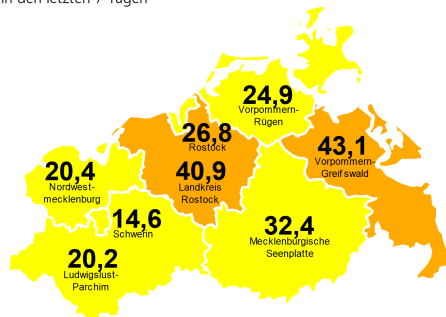 in den letzten 7 Tagen
24,9
Vorpommern-
Rügen
26,8
Rostock
43,1
Vorpommern-
Greifswald
40,9
Landkreis
Rostock
20,4
Nordwest-
mecklenburg
14,6
Schwerin
32,4
Mecklenburgische
Seenplatte
20,2
Ludwigslust-
Parchim